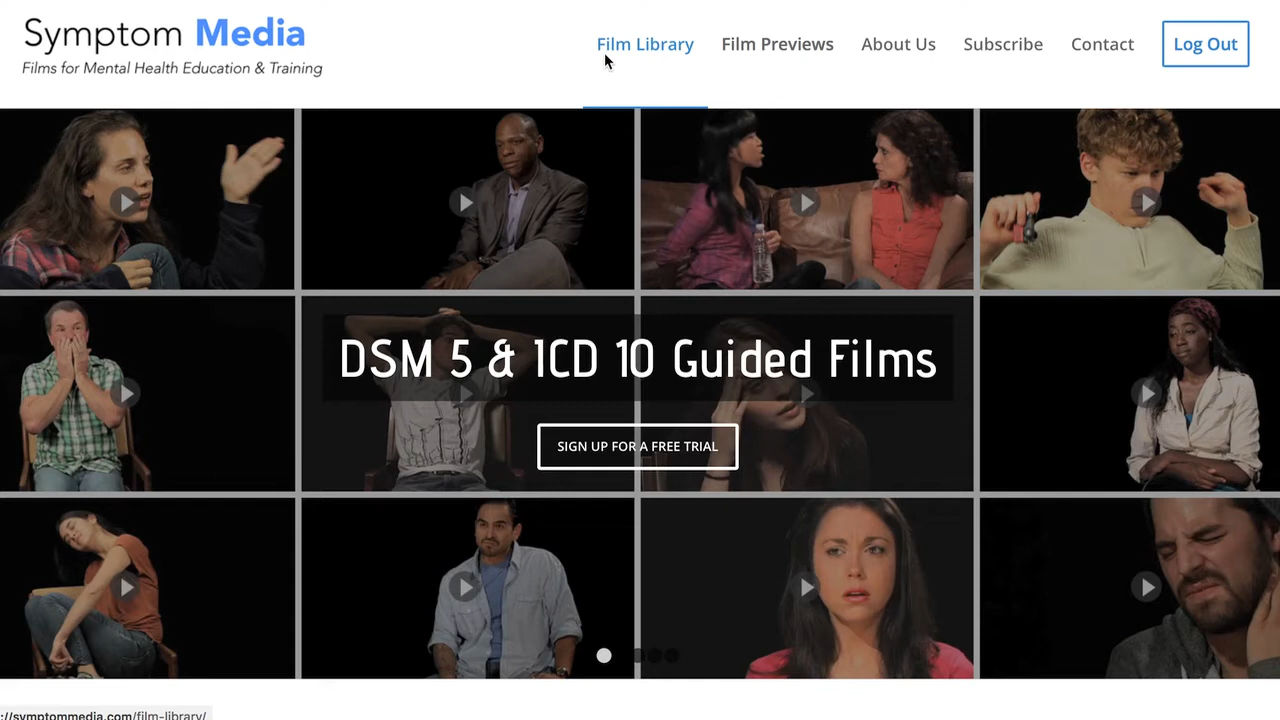 Symptom Media
Films for Mental Health Education & Training
Film Library
Film Previews
About Us
Subscribe
Contact
Log Out
DSM 5 & ICD 10 Guided Films
SIGN UP FOR A FREE TRIAL
://symptommedia.com/film-library/